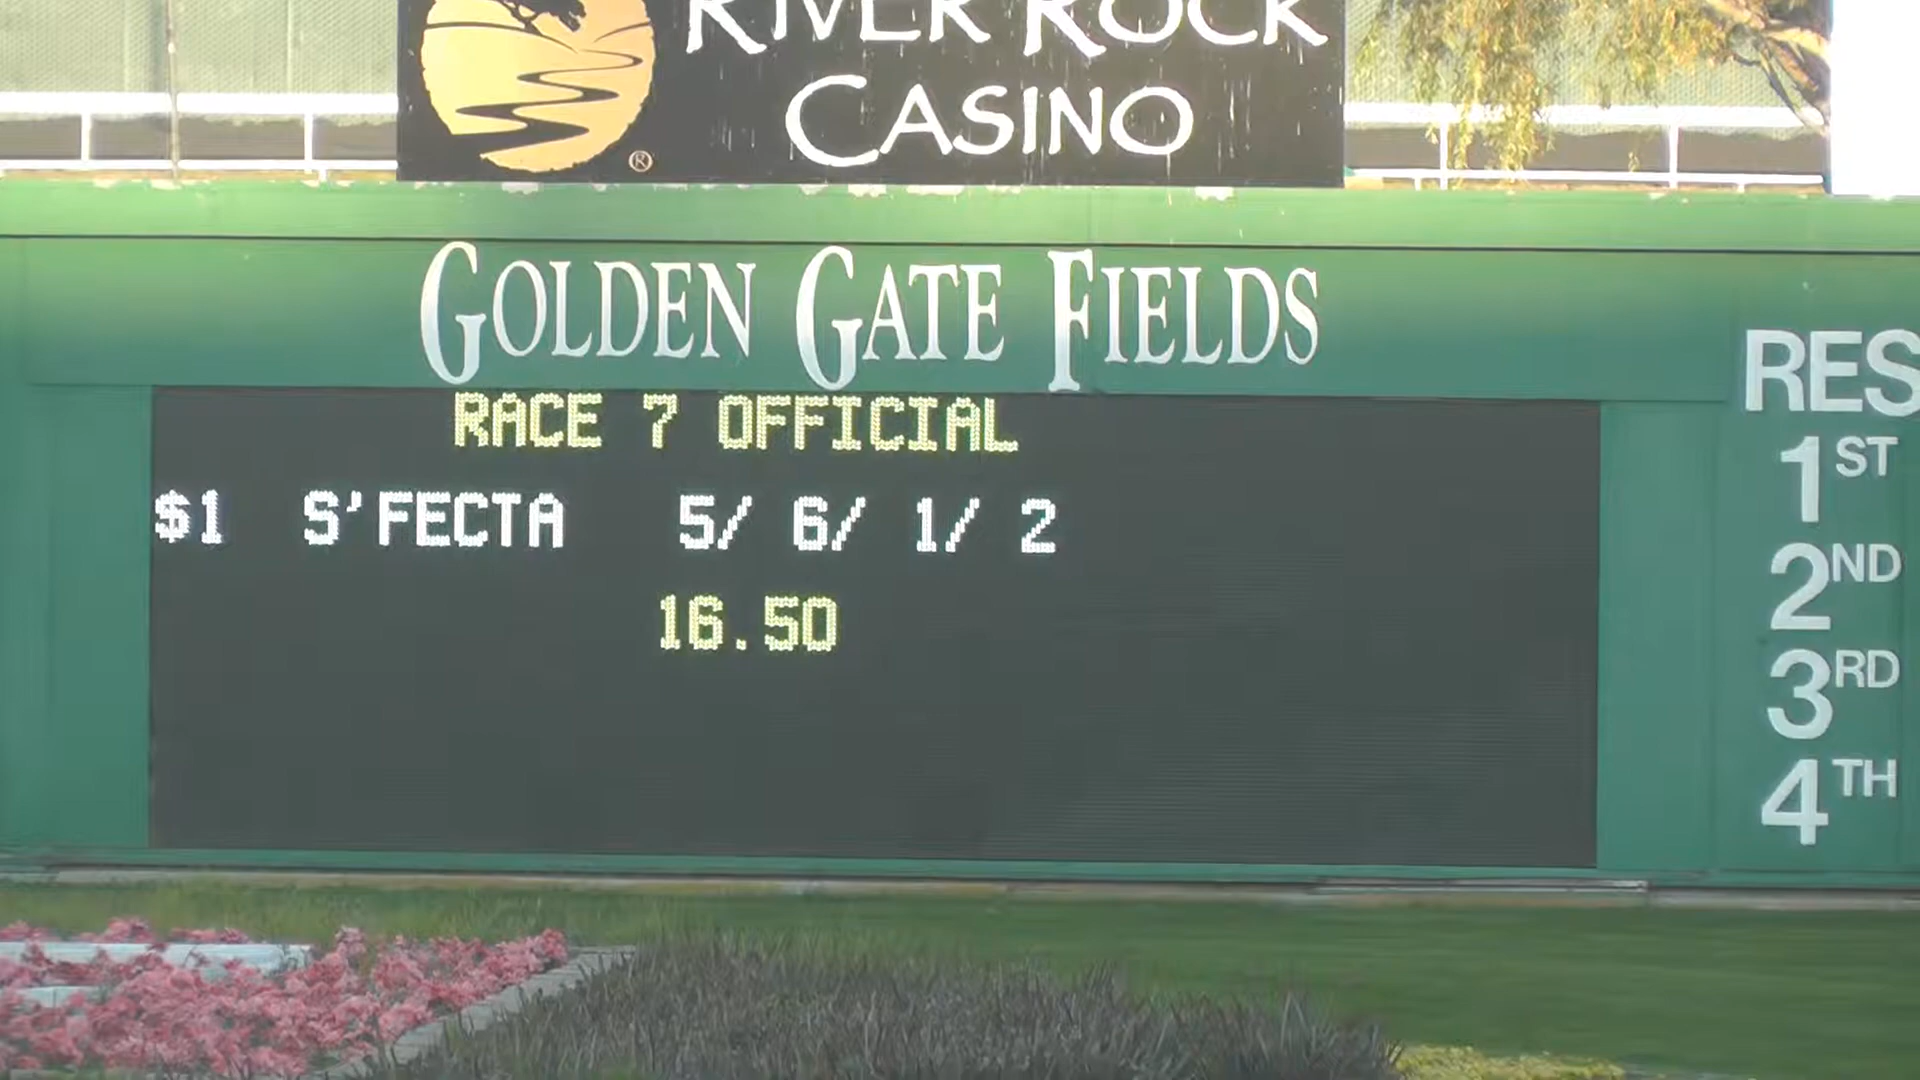 RIVER ROCK
CASINO
®
GOLDEN GATE FIELDS
RACE 7 OFFICIAL
$1 S'FECTA 5/ 6/ 1/ 2
16.50
RES
1ST
2ND
3RD
4TH